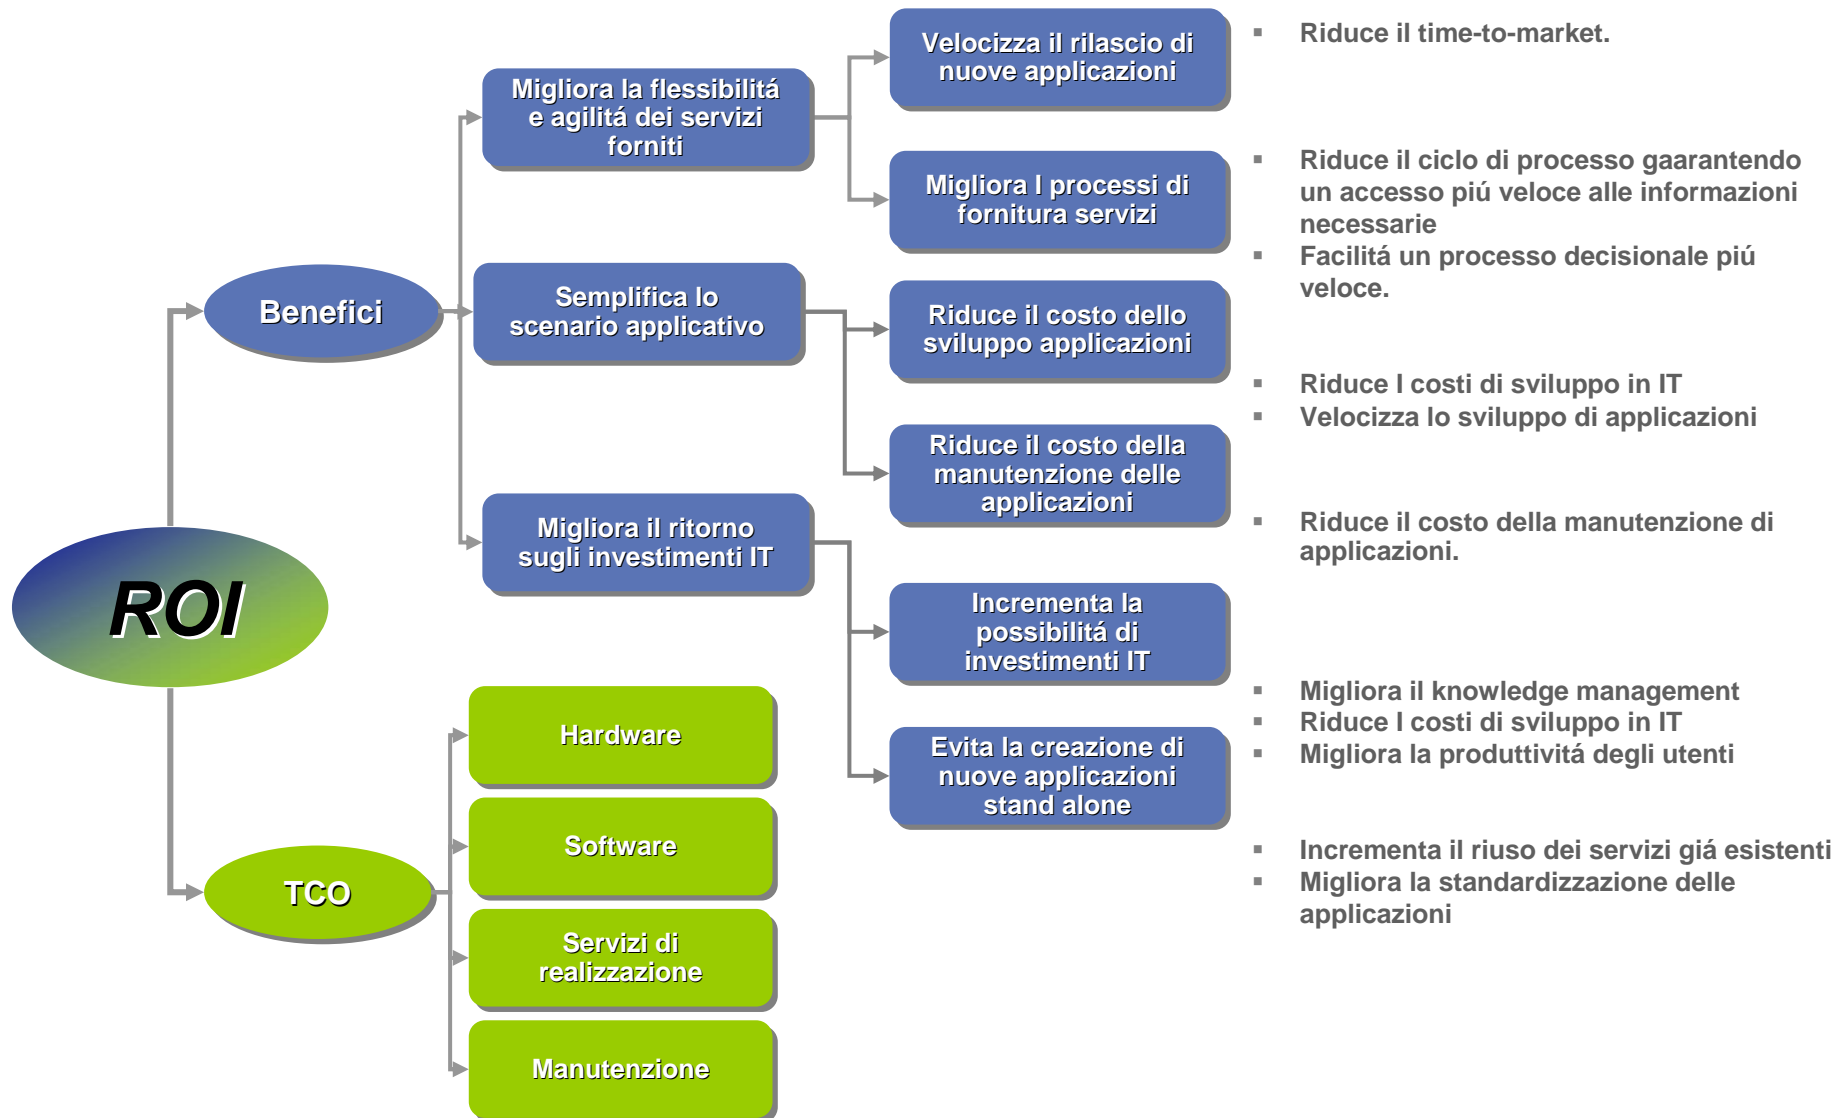 Velocizza il rilascio di
nuove applicazioni
Riduce il time-to-market.
Migliora la flessibilitá
e agilitá dei servizi
forniti
Migliora I processi di
fornitura servizi
Riduce il ciclo di processo gaarantendo
un accesso piú veloce alle informazioni
necessarie
Facilitá un processo decisionale piú
veloce.
Benefici
Semplifica lo
scenario applicativo
Riduce il costo dello
sviluppo applicazioni
Riduce I costi di sviluppo in IT
Velocizza lo sviluppo di applicazioni
Riduce il costo della
manutenzione delle
applicazioni
Riduce il costo della manutenzione di
applicazioni.
Migliora il ritorno
sugli investimenti IT
Incrementa la
possibilitá di
investimenti IT
Migliora il knowledge management
Riduce I costi di sviluppo in IT
Migliora la produttivitá degli utenti
Evita la creazione di
nuove applicazioni
stand alone
Incrementa il riuso dei servizi giá esistenti
Migliora la standardizzazione delle
applicazioni
ROI
TCO
Hardware
Software
Servizi di
realizzazione
Manutenzione